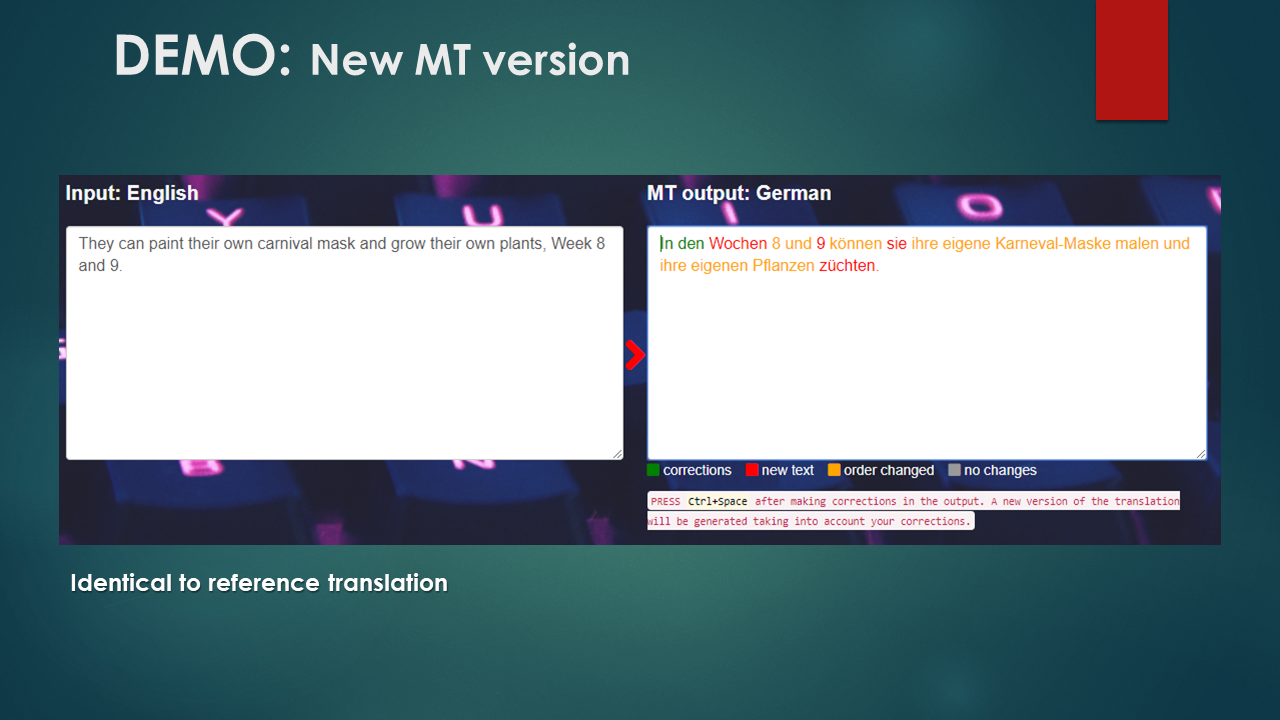 DEMO: New MT version
Input: English
They can paint their own carnival mask and grow their own plants, Week 8
and 9.
MT output: German
In den Wochen 8 und 9 können sie ihre eigene Karneval-Maske malen und
ihre eigenen Pflanzen züchten.
corrections new text order changed no changes
PRESS Ctrl+Space after making corrections in the output. A new version of the translation
will be generated taking into account your corrections.
Identical to reference translation